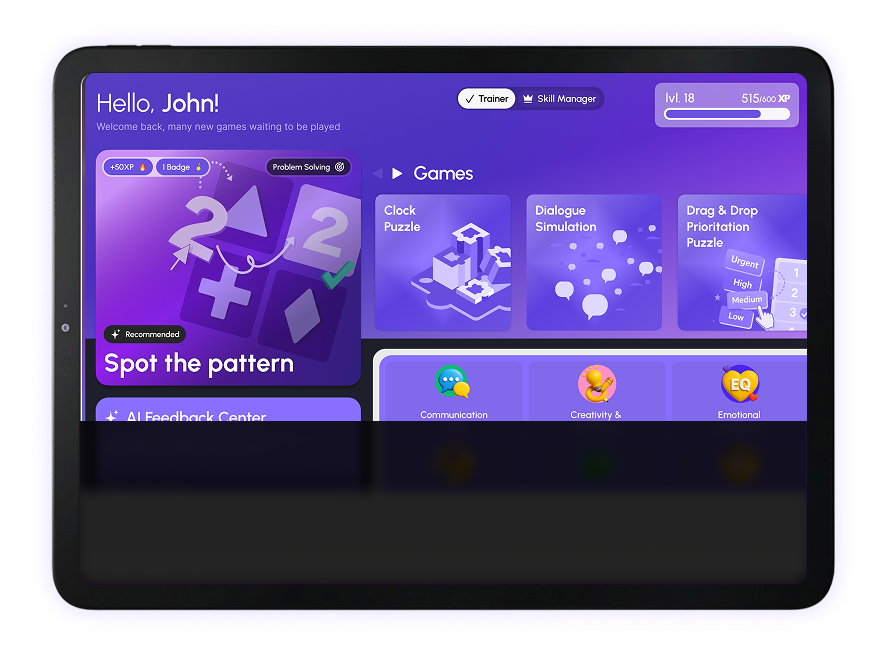 Hello, John!
Welcome back, many new games waiting to be played
Trainer
Skill Manager
lvl. 18
515/600 XP
+50XP
1 Badge
Problem Solving
2
2
Recommended
Spot the pattern
Games
Clock
Puzzle
Dialogue
Simulation
Drag & Drop
Prioritation
Puzzle
Urgent
High
Medium
Low
1
2
3
4
AI Feedback Center
Communication
Creativity &
EQ
Emotional